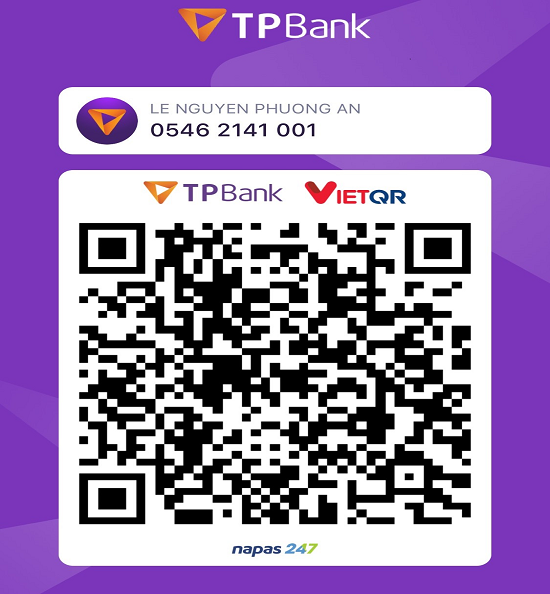 TPBank
LE NGUYEN PHUONG AN
0546 2141 001
TPBank VIETQR
napas 247